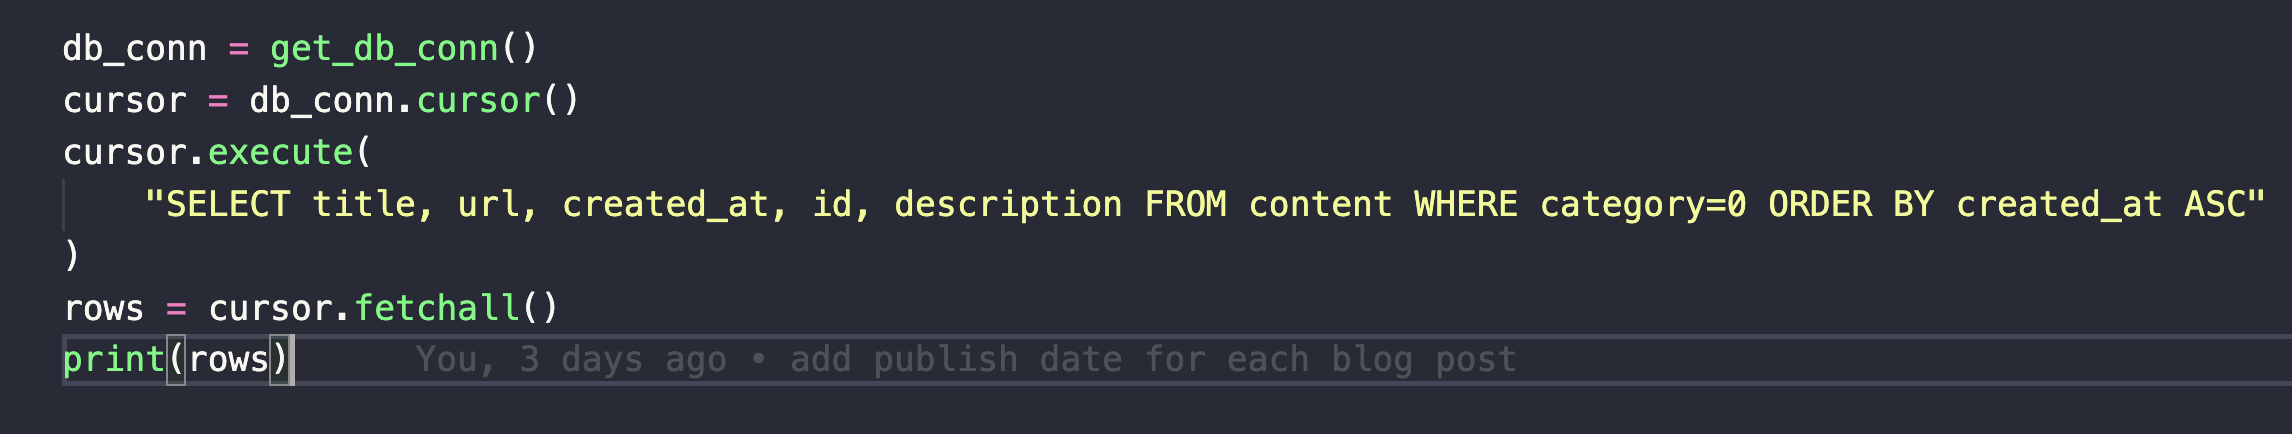 db_conn = get_db_conn()
cursor = db_conn.cursor()
cursor.execute(
    "SELECT title, url, created_at, id, description FROM content WHERE category=0 ORDER BY created_at ASC"
)
rows = cursor.fetchall()
print(rows)      You, 3 days ago • add publish date for each blog post